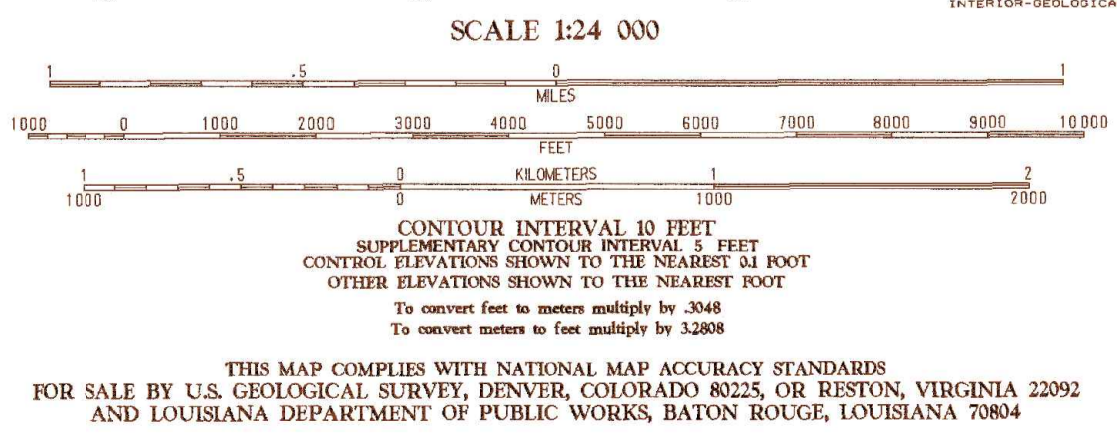 INTERIOR-GEOLOGICA
SCALE 1:24 000
1 .5 0 1
MILES
1000 0 1000 2000 3000 4000 5000 6000 7000 8000 9000 10 000
FEET
1 .5 0 KILOMETERS 1 2
1000 0 METERS 1000 2000
CONTOUR INTERVAL 10 FEET
SUPPLEMENTARY CONTOUR INTERVAL 5 FEET
CONTROL ELEVATIONS SHOWN TO THE NEAREST 0.1 FOOT
OTHER ELEVATIONS SHOWN TO THE NEAREST FOOT
To convert feet to meters multiply by .3048
To convert meters to feet multiply by 3.2808
THIS MAP COMPLIES WITH NATIONAL MAP ACCURACY STANDARDS
FOR SALE BY U.S. GEOLOGICAL SURVEY, DENVER, COLORADO 80225, OR RESTON, VIRGINIA 22092
AND LOUISIANA DEPARTMENT OF PUBLIC WORKS, BATON ROUGE, LOUISIANA 70804